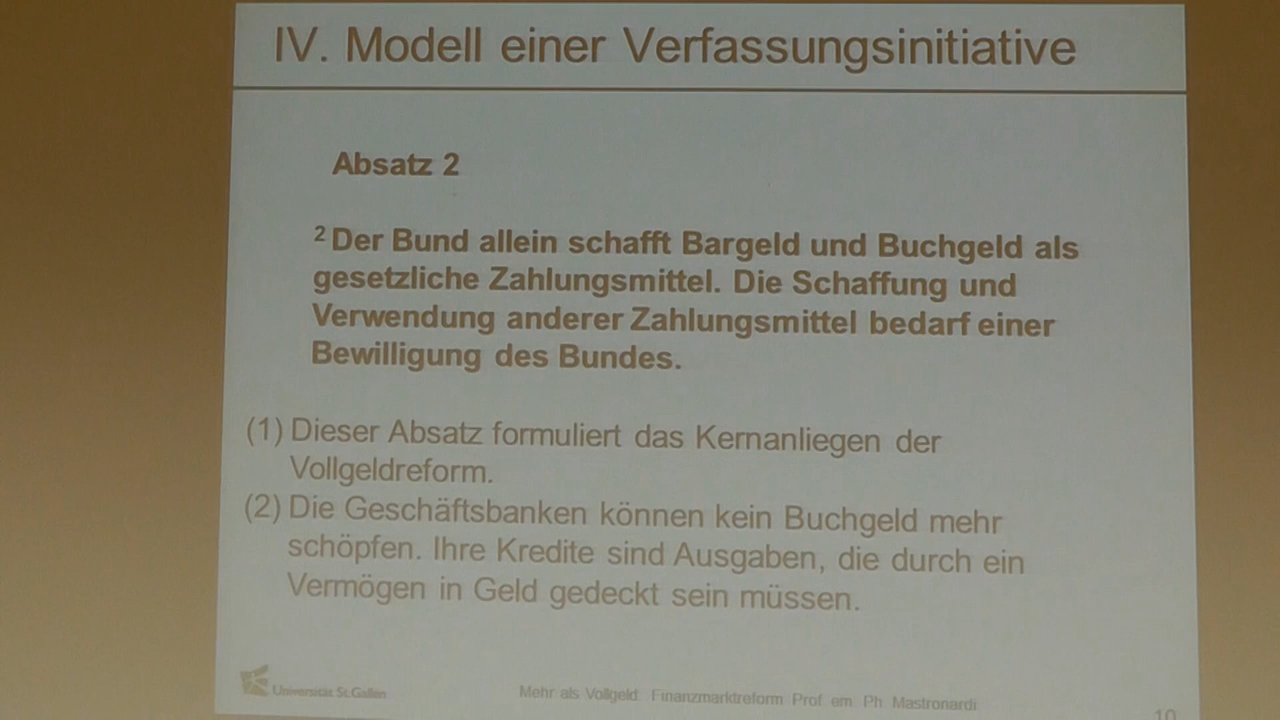 IV. Modell einer Verfassungsinitiative
Absatz 2
² Der Bund allein schafft Bargeld und Buchgeld als
gesetzliche Zahlungsmittel. Die Schaffung und
Verwendung anderer Zahlungsmittel bedarf einer
Bewilligung des Bundes.
(1) Dieser Absatz formuliert das Kernanliegen der
Vollgeldreform.
(2) Die Geschäftsbanken können kein Buchgeld mehr
schöpfen. Ihre Kredite sind Ausgaben, die durch ein
Vermögen in Geld gedeckt sein müssen.
Universität St.Gallen
Mehr als Vollgeld: Finanzmarktreform Prof. em. Ph. Mastronardi
10